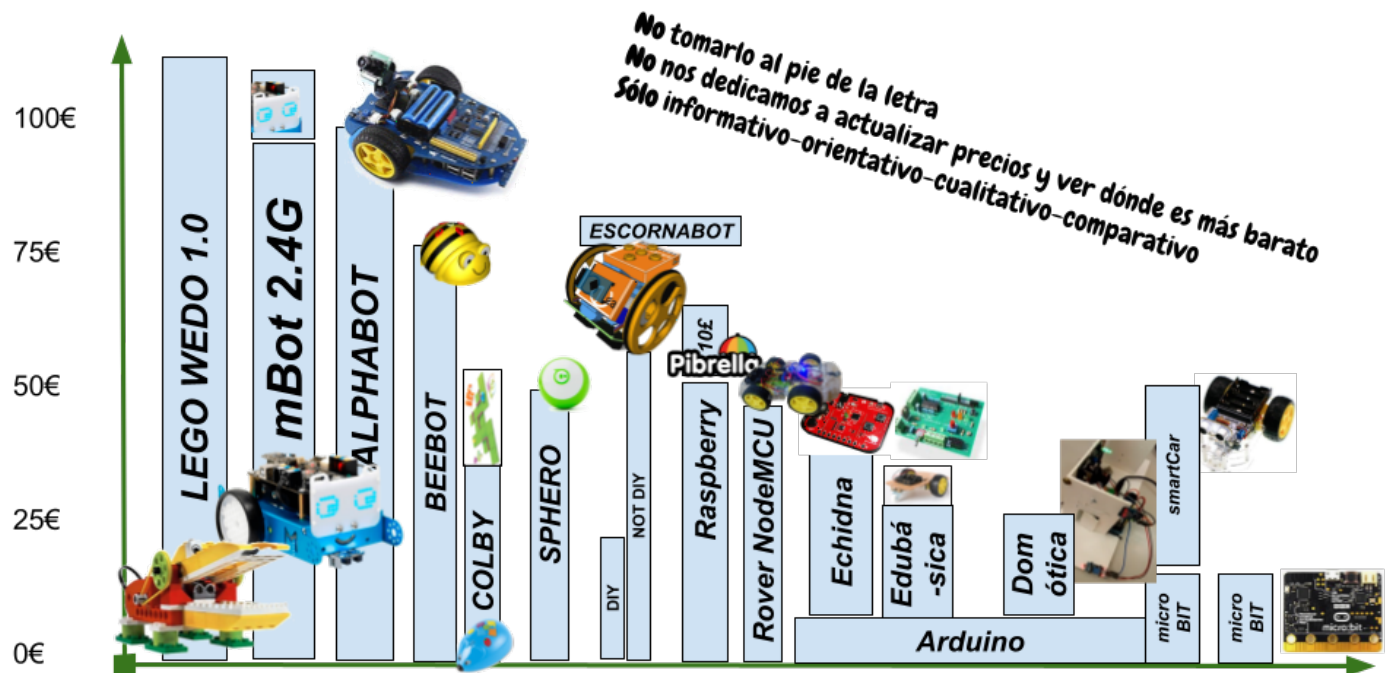 No tomarlo al pie de la letra
No nos dedicamos a actualizar precios y ver dónde es más barato
Sólo informativo-orientativo-cualitativo-comparativo
100€
75€
50€
25€
0€
LEGO WEDO 1.0
mBot 2.4G
ALPHABOT
BEEBOT
COLBY
SPHERO
ESCORNABOT
DIY
NOT DIY
10£
Pibrella
Raspberry
Rover NodeMCU
Echidna
Edubá
-sica
Dom
ótica
Arduino
smartCar
micro
BIT
micro
BIT
micro:bit